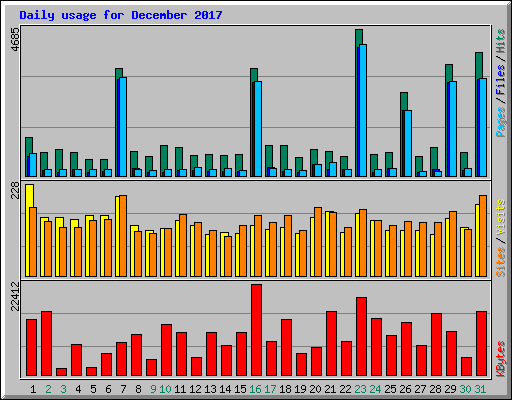 Daily usage for December 2017
4685
Pages / Files / Hits
228
Sites / Visits
22412
KBytes
1 2 3 4 5 6 7 8 9 10 11 12 13 14 15 16 17 18 19 20 21 22 23 24 25 26 27 28 29 30 31